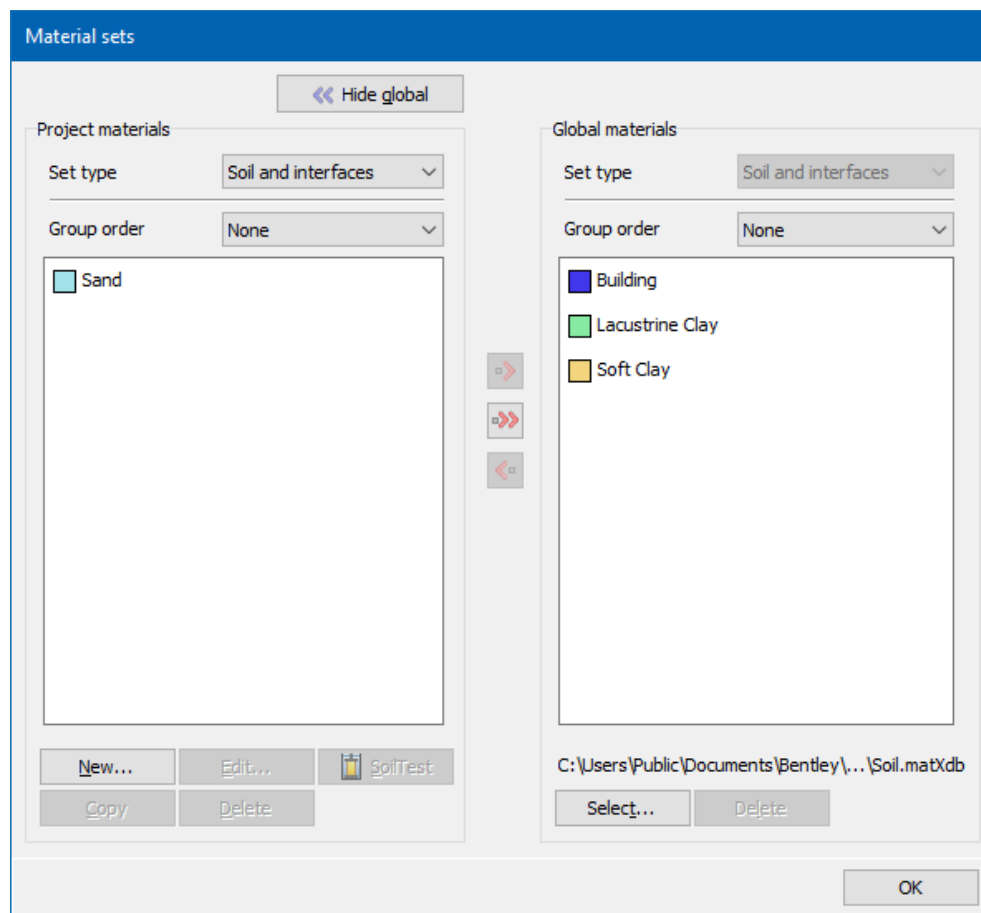 Material sets
Hide global
Project materials
Set type
Soil and interfaces
Group order
None
Sand
New...
Edit...
SoilTest
Copy
Delete
Global materials
Set type
Soil and interfaces
Group order
None
Building
Lacustrine Clay
Soft Clay
C:\Users\Public\Documents\Bentley\...\Soil.matXdb
Select...
Delete
OK